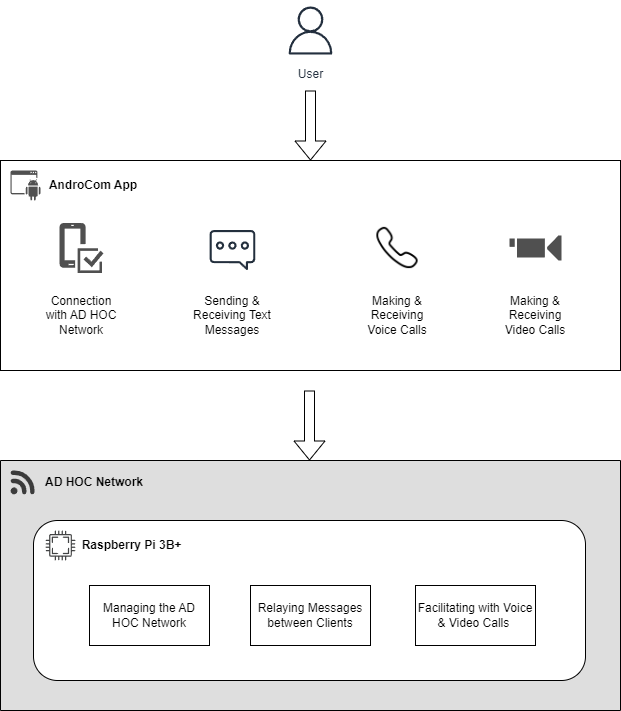 User
AndroCom App
Connection
with AD HOC
Network
Sending &
Receiving Text
Messages
Making &
Receiving
Voice Calls
Making &
Receiving
Video Calls
AD HOC Network
Raspberry Pi 3B+
Managing the AD
HOC Network
Relaying Messages
between Clients
Facilitating with Voice
& Video Calls